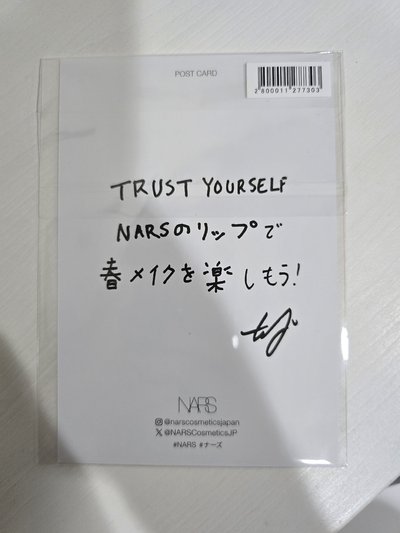 POST CARD
2800011277303
TRUST YOURSELF
NARSのリップで
春メイクを楽しもう!
NARS
@narscosmeticsjapan
@NARSCosmeticsJP
#NARS #ナーズ